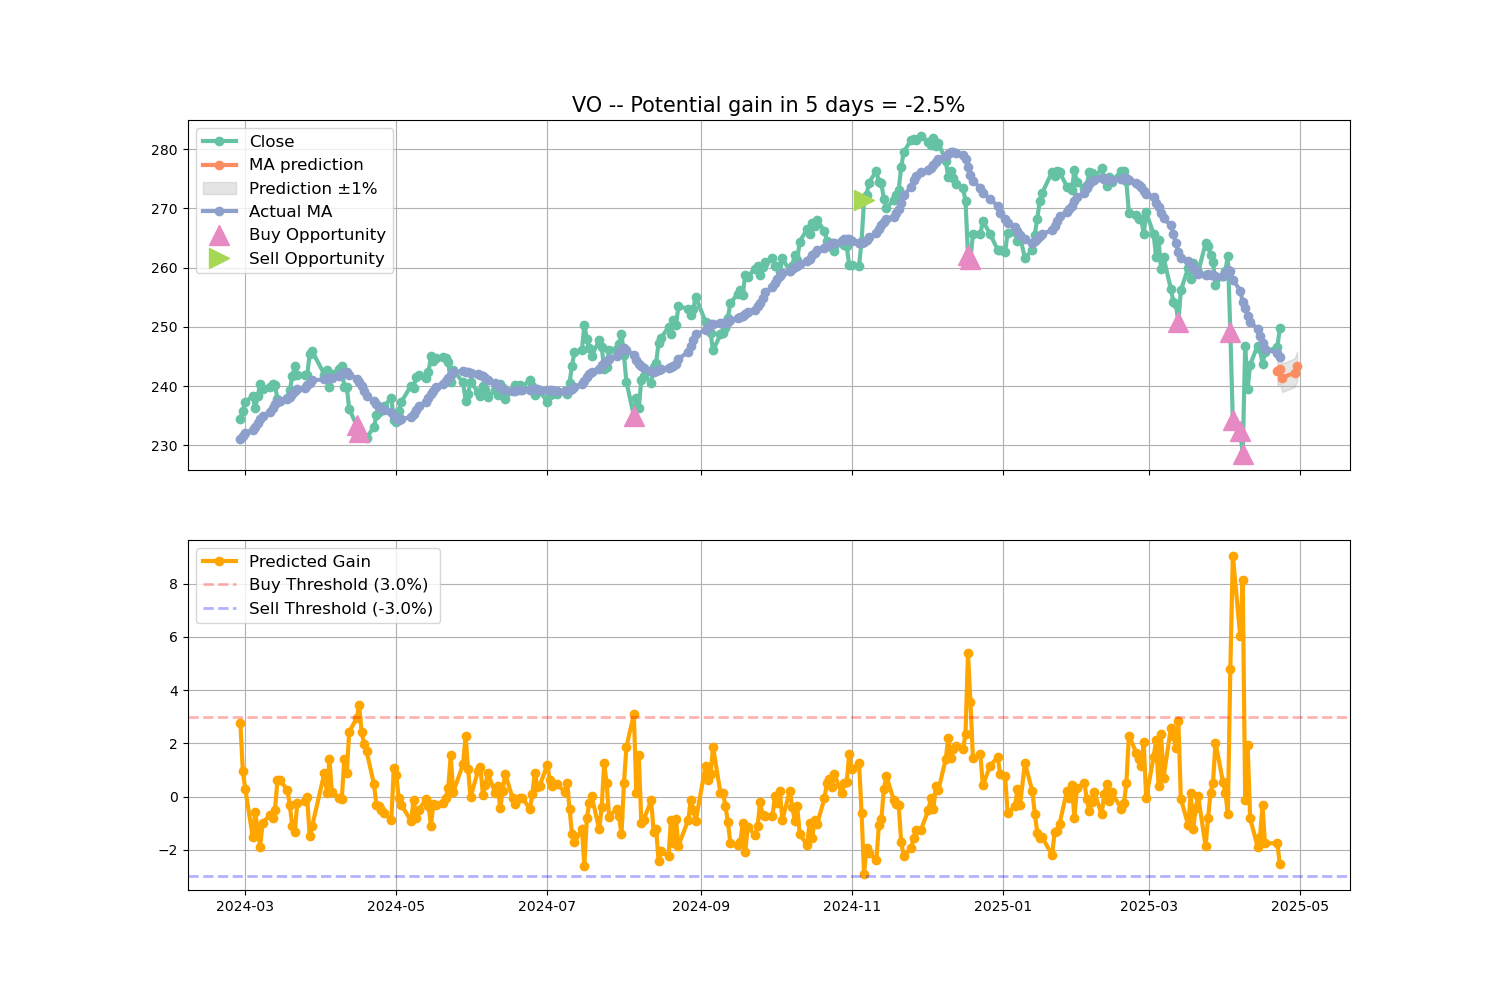 VO -- Potential gain in 5 days = -2.5%
Close
MA prediction
Prediction ±1%
Actual MA
Buy Opportunity
Sell Opportunity
280
270
260
250
240
230
Predicted Gain
Buy Threshold (3.0%)
Sell Threshold (-3.0%)
8
6
4
2
0
−2
2024-03 2024-05 2024-07 2024-09 2024-11 2025-01 2025-03 2025-05